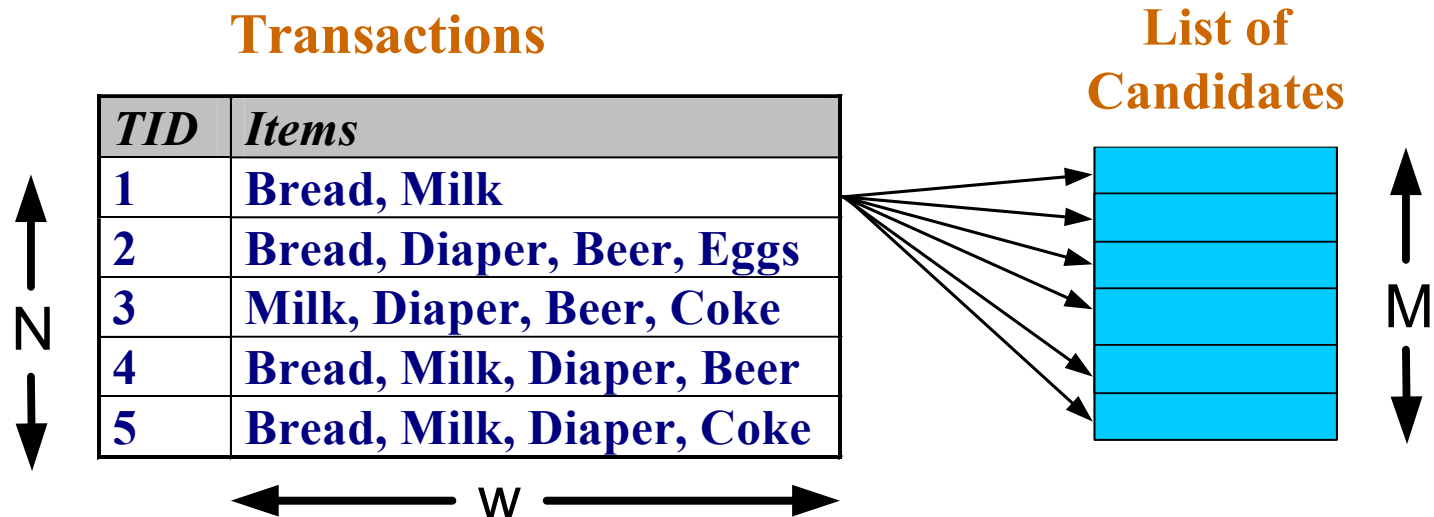 Transactions
List of
Candidates
TID Items
1 Bread, Milk
2 Bread, Diaper, Beer, Eggs
3 Milk, Diaper, Beer, Coke
4 Bread, Milk, Diaper, Beer
5 Bread, Milk, Diaper, Coke
N
M
w